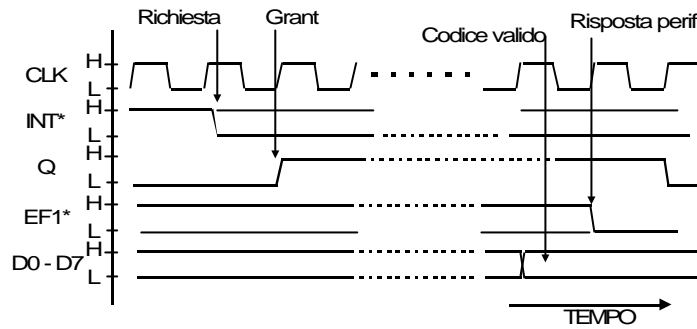 Richiesta Grant Codice valido Risposta perif
CLK H L
INT* H L
Q H L
EF1* H L
D0 - D7 H L
TEMPO